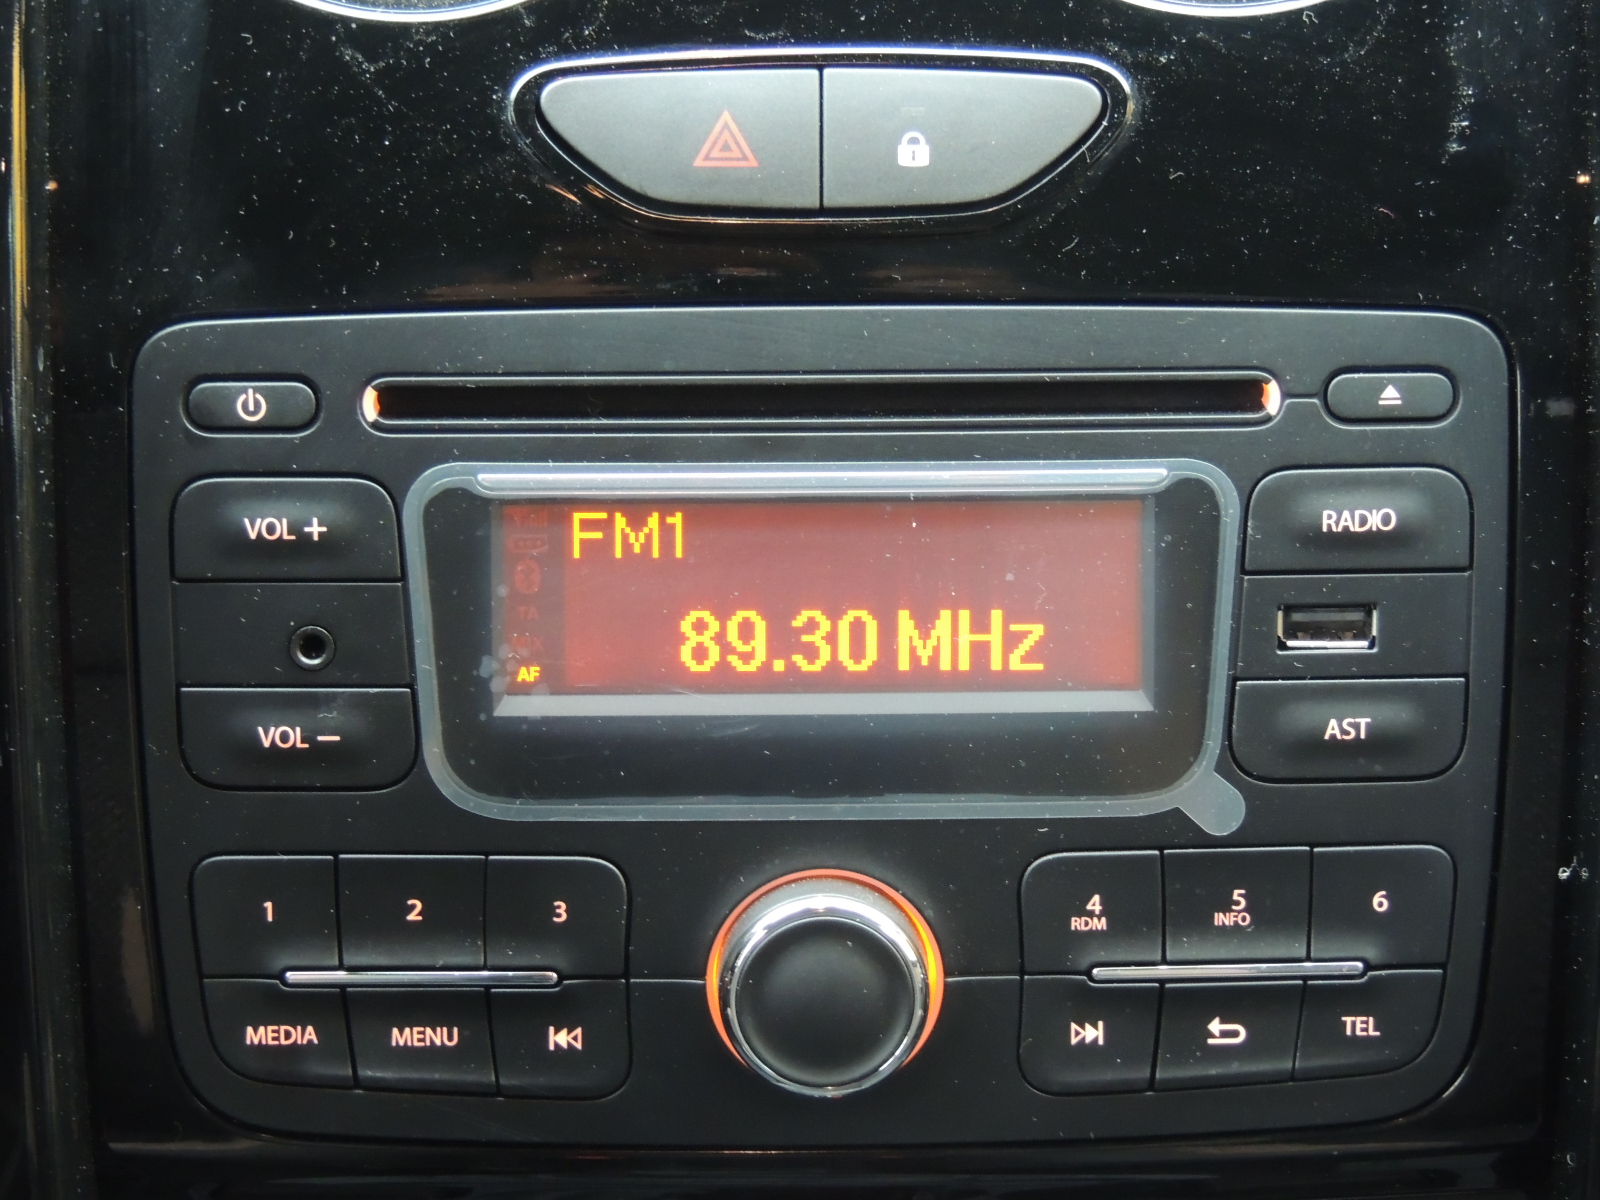 FM1
89.30 MHz
TA
AF
VOL +
VOL −
RADIO
AST
1
2
3
4
RDM
5
INFO
6
MEDIA
MENU
TEL